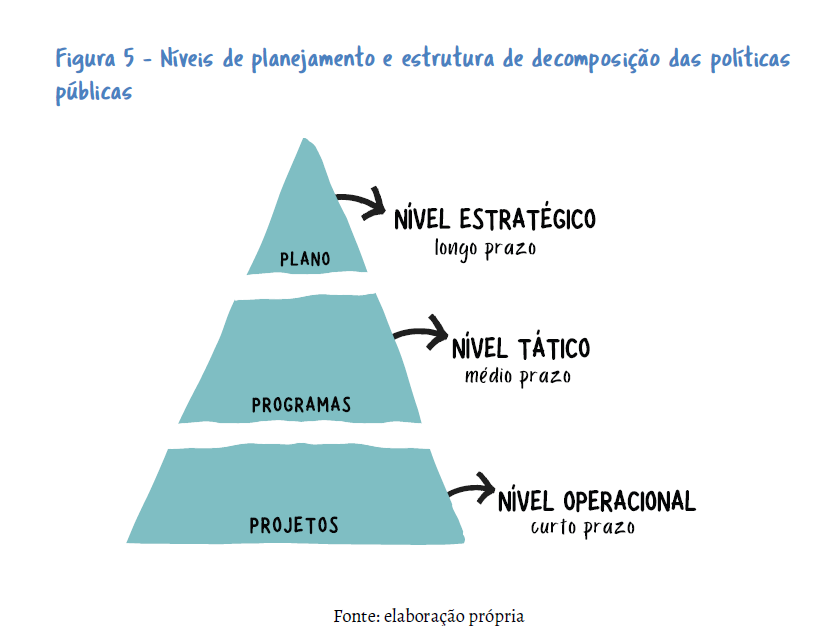 Figura 5 - Níveis de planejamento e estrutura de decomposição das políticas
públicas
NÍVEL ESTRATÉGICO
longo prazo
PLANO
NÍVEL TÁTICO
médio prazo
PROGRAMAS
NÍVEL OPERACIONAL
curto prazo
PROJETOS
Fonte: elaboração própria